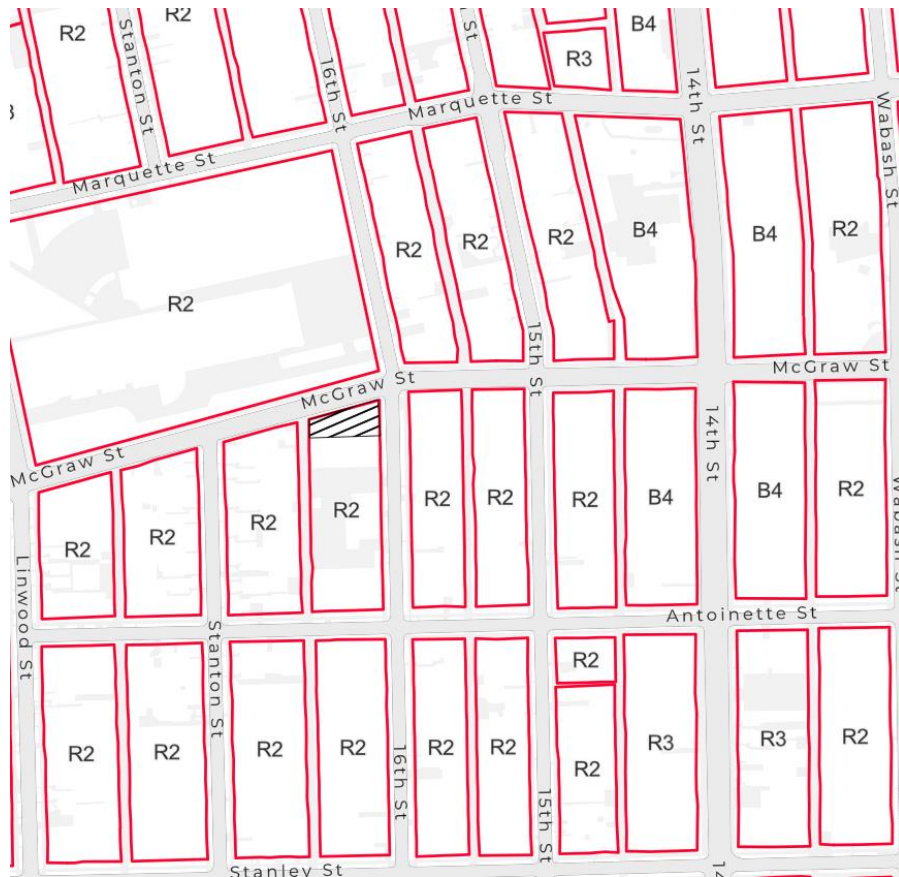 R2
R2
B4
Stanton St
St
R3
16th St
14th St
Marquette St
Wabash St
Marquette St
R2
R2
R2
B4
B4
R2
R2
15th St
McGraw St
McGraw St
14th St
McGraw St
R2
R2
R2
R2
R2
R2
R2
B4
B4
R2
Wabash St
Linwood St
Antoinette St
Stanton St
R2
R2
R2
R2
R2
R2
R2
R2
R3
R3
R2
16th St
15th St
Stanley St
14